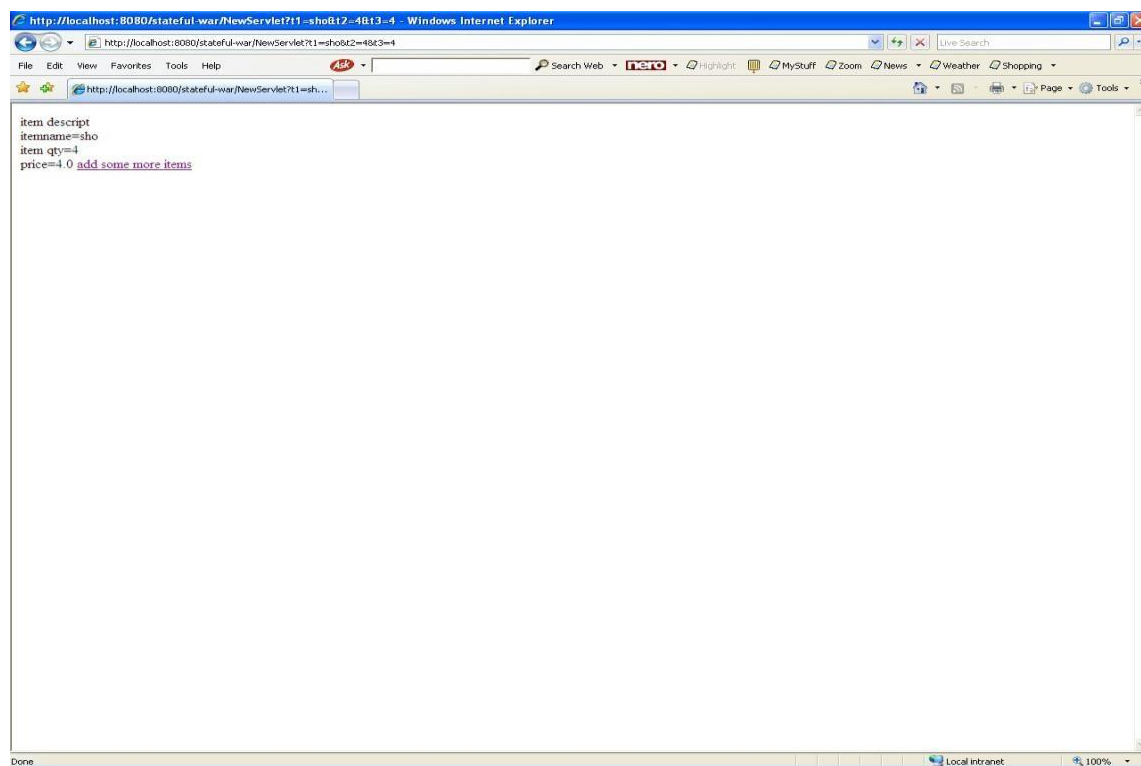 http://localhost:8080/stateful-war/NewServlet?t1=sho&t2=4&t3=4 - Windows Internet Explorer
http://localhost:8080/stateful-war/NewServlet?t1=sho&t2=4&t3=4 Live Search
File Edit View Favorites Tools Help Ask Search Web nero Highlight MyStuff Zoom News Weather Shopping
http://localhost:8080/stateful-war/NewServlet?t1=sh... Page Tools
item descript
itemname=sho
item qty=4
price=4.0 add some more items
Done Local intranet 100%